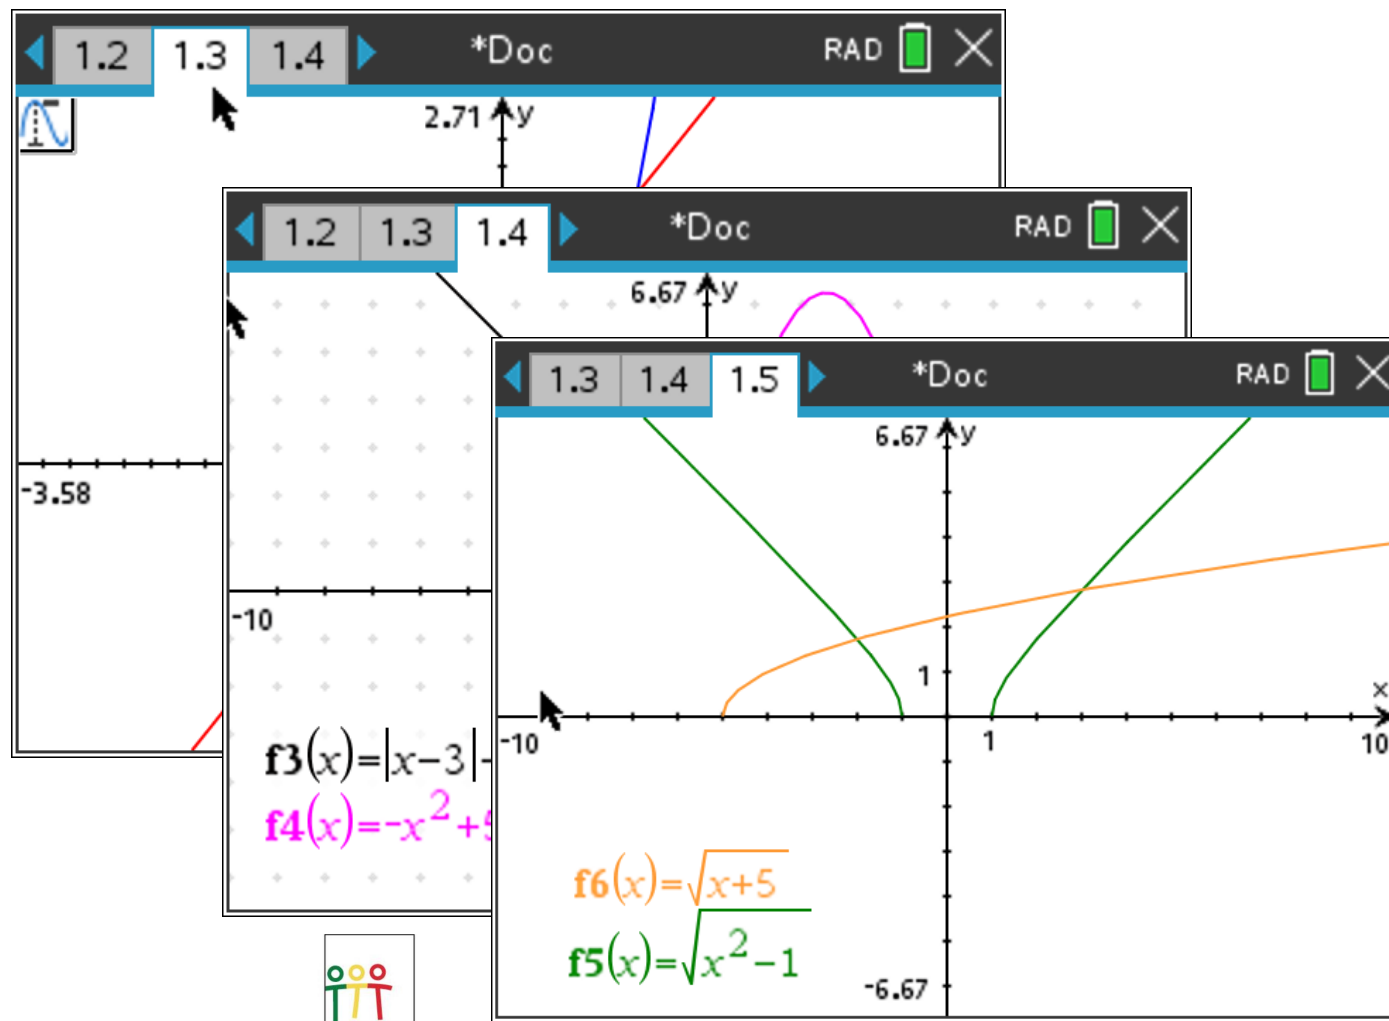 1.2 1.3 1.4 *Doc RAD
2.71 y
-3.58
1.2 1.3 1.4 *Doc RAD
6.67 y
-10
f3(x)=|x-3|-
f4(x)=-x²+5
1.3 1.4 1.5 *Doc RAD
6.67 y
1
x
-10 1 10
f6(x)=√(x+5)
f5(x)=√(x²-1)
-6.67